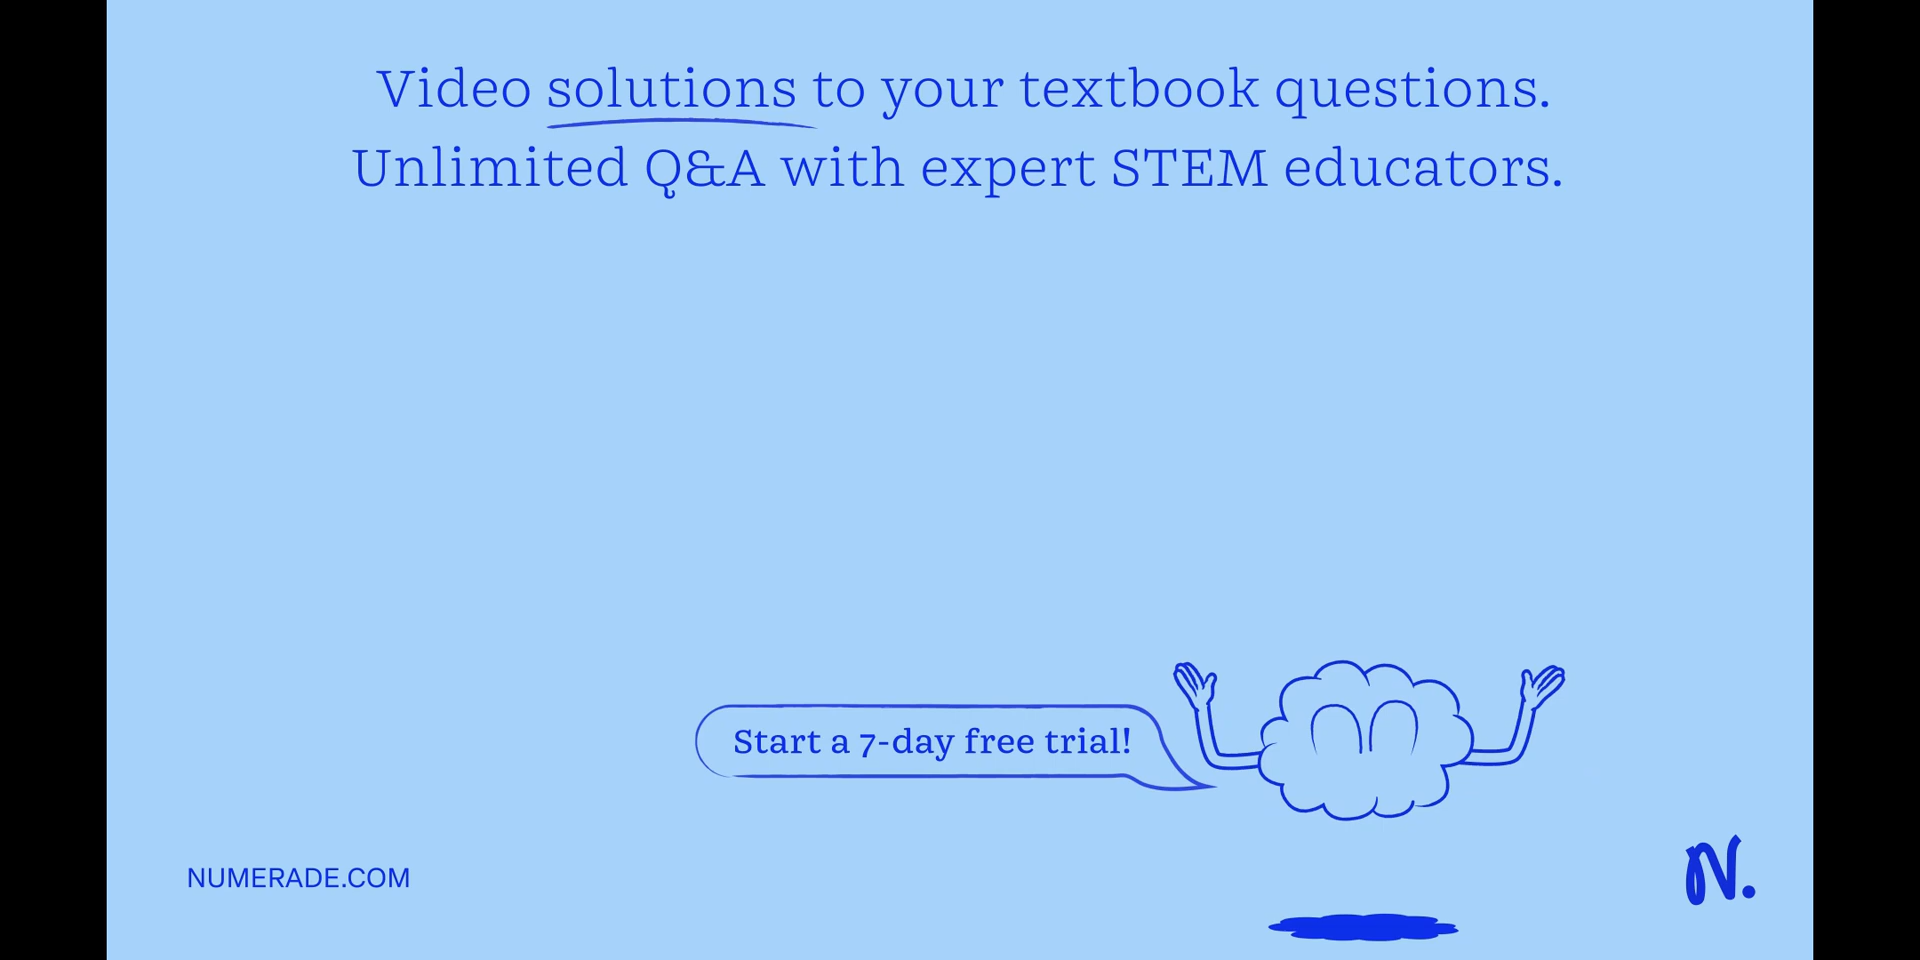 Video solutions to your textbook questions.
Unlimited Q&A with expert STEM educators.
Start a 7-day free trial!
NUMERADE.COM
N.